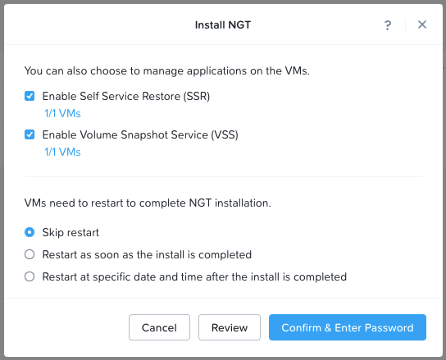 Install NGT
?
You can also choose to manage applications on the VMs.
Enable Self Service Restore (SSR)
1/1 VMs
Enable Volume Snapshot Service (VSS)
1/1 VMs
VMs need to restart to complete NGT installation.
Skip restart
Restart as soon as the install is completed
Restart at specific date and time after the install is completed
Cancel
Review
Confirm & Enter Password